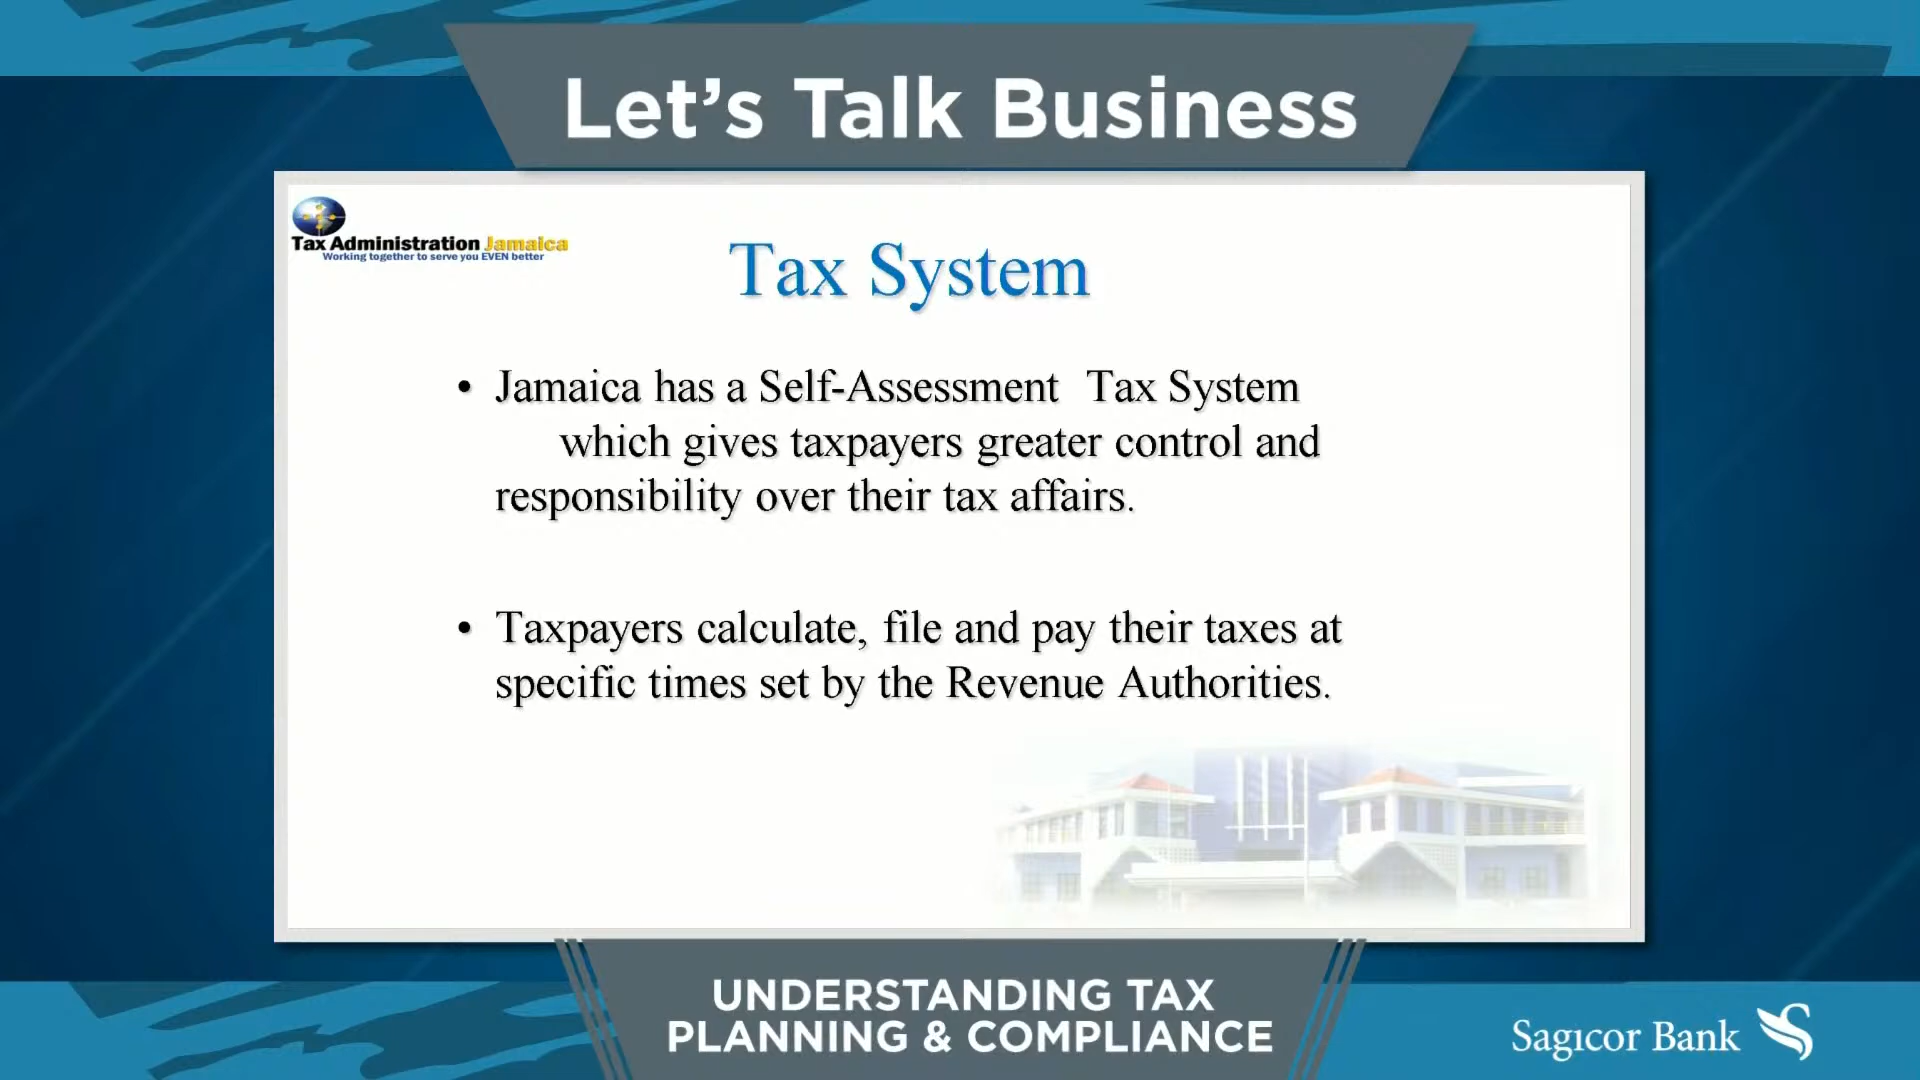 Let's Talk Business
Tax Administration Jamaica
Working together to serve you EVEN better
Tax System
• Jamaica has a Self-Assessment Tax System
which gives taxpayers greater control and
responsibility over their tax affairs.
• Taxpayers calculate, file and pay their taxes at
specific times set by the Revenue Authorities.
UNDERSTANDING TAX
PLANNING & COMPLIANCE
Sagicor Bank